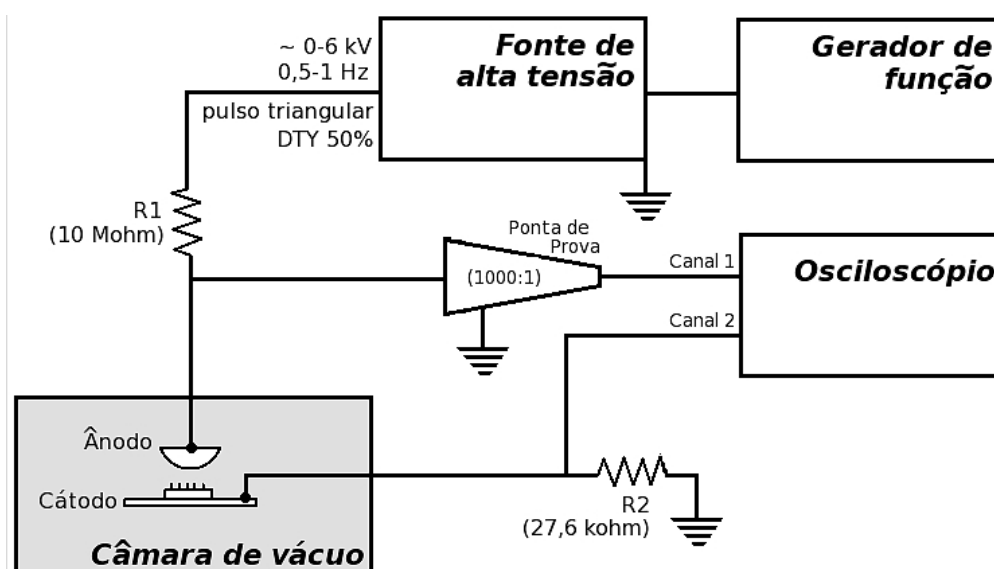 ~ 0-6 kV
0,5-1 Hz
pulso triangular
DTY 50%
Fonte de
alta tensão
Gerador de
função
R1
(10 Mohm)
Ponta de
Prova
(1000:1)
Canal 1
Canal 2
Osciloscópio
Ânodo
Cátodo
R2
(27,6 kohm)
Câmara de vácuo